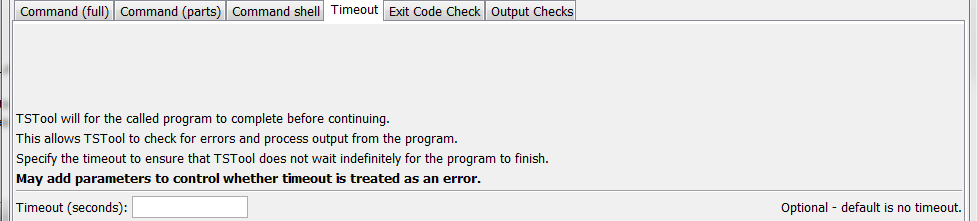 Command (full) Command (parts) Command shell Timeout Exit Code Check Output Checks
TSTool will for the called program to complete before continuing.
This allows TSTool to check for errors and process output from the program.
Specify the timeout to ensure that TSTool does not wait indefinitely for the program to finish.
May add parameters to control whether timeout is treated as an error.
Timeout (seconds): Optional - default is no timeout.